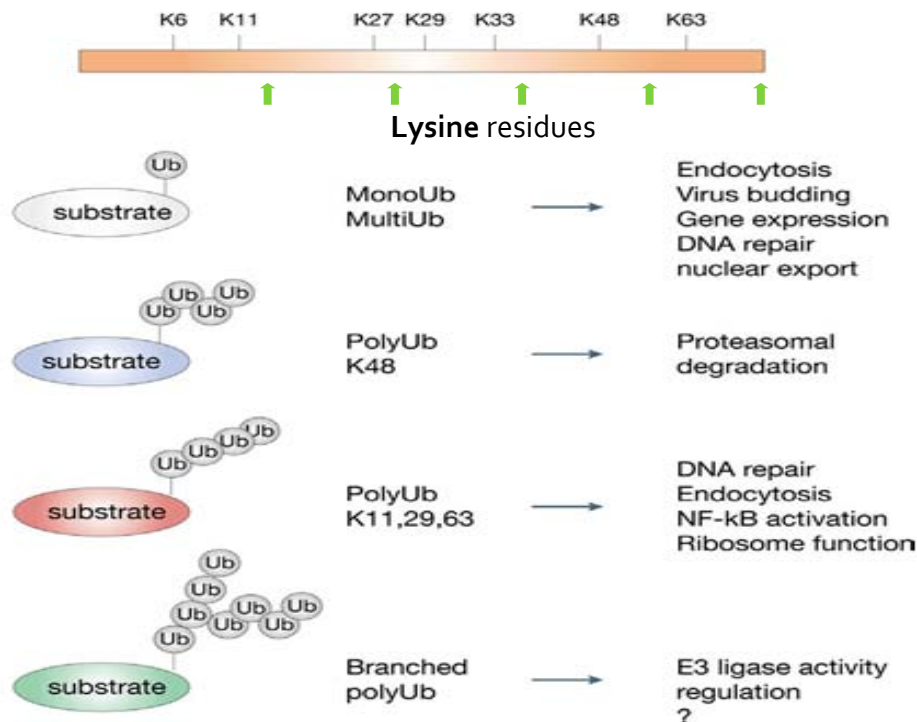 K6 K11 K27 K29 K33 K48 K63
Lysine residues
Ub
substrate
MonoUb
MultiUb
Endocytosis
Virus budding
Gene expression
DNA repair
nuclear export
Ub Ub Ub Ub
substrate
PolyUb
K48
Proteasomal
degradation
Ub Ub Ub Ub
substrate
PolyUb
K11,29,63
DNA repair
Endocytosis
NF-kB activation
Ribosome function
Ub
Ub
Ub Ub Ub Ub Ub
Ub
substrate
Branched
polyUb
E3 ligase activity
regulation
?